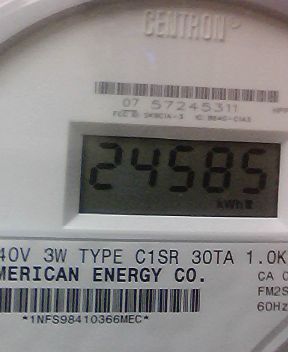 CENTRON®
07 57245311
24585
kWh
40V 3W TYPE C1SR 30TA 1.0K
MERICAN ENERGY CO.
CA 0
FM2S
60Hz
*1NFS98410366MEC*